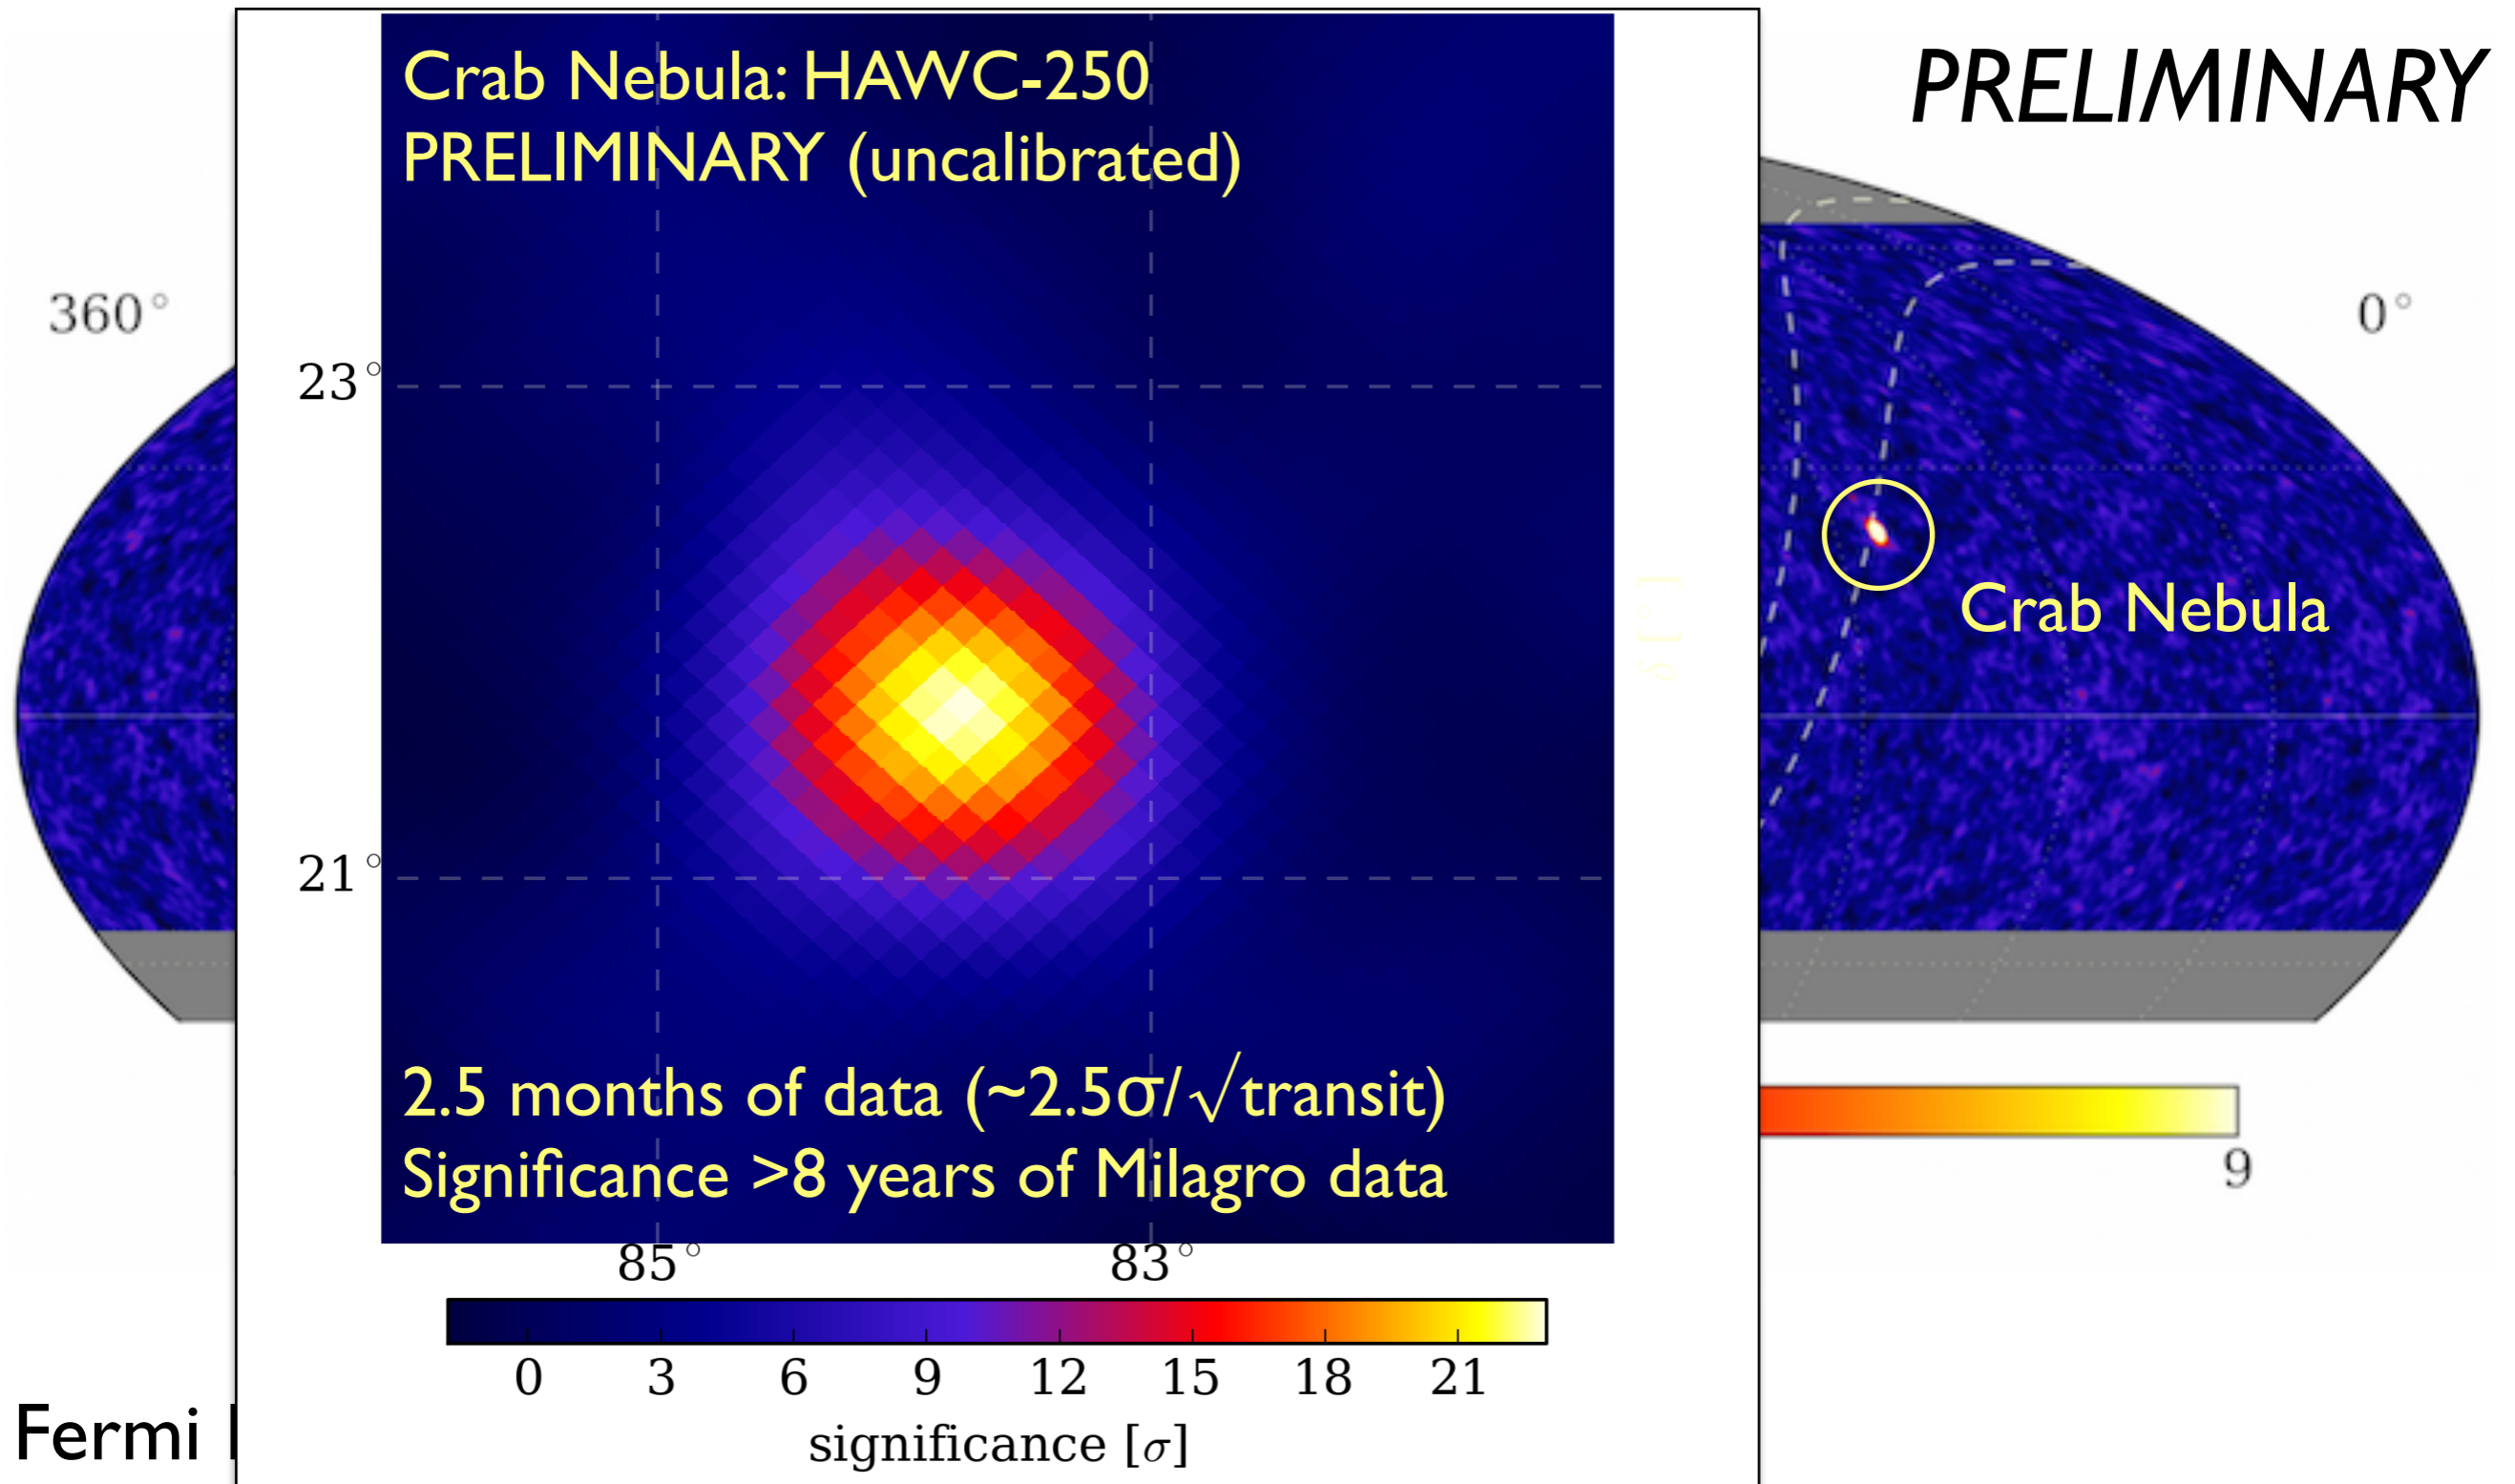 Crab Nebula: HAWC-250
PRELIMINARY (uncalibrated)
PRELIMINARY
360°
0°
23°
Crab Nebula
δ [°]
21°
2.5 months of data (~2.5σ/√transit)
Significance >8 years of Milagro data
9
85° 83°
0 3 6 9 12 15 18 21
significance [σ]
Fermi